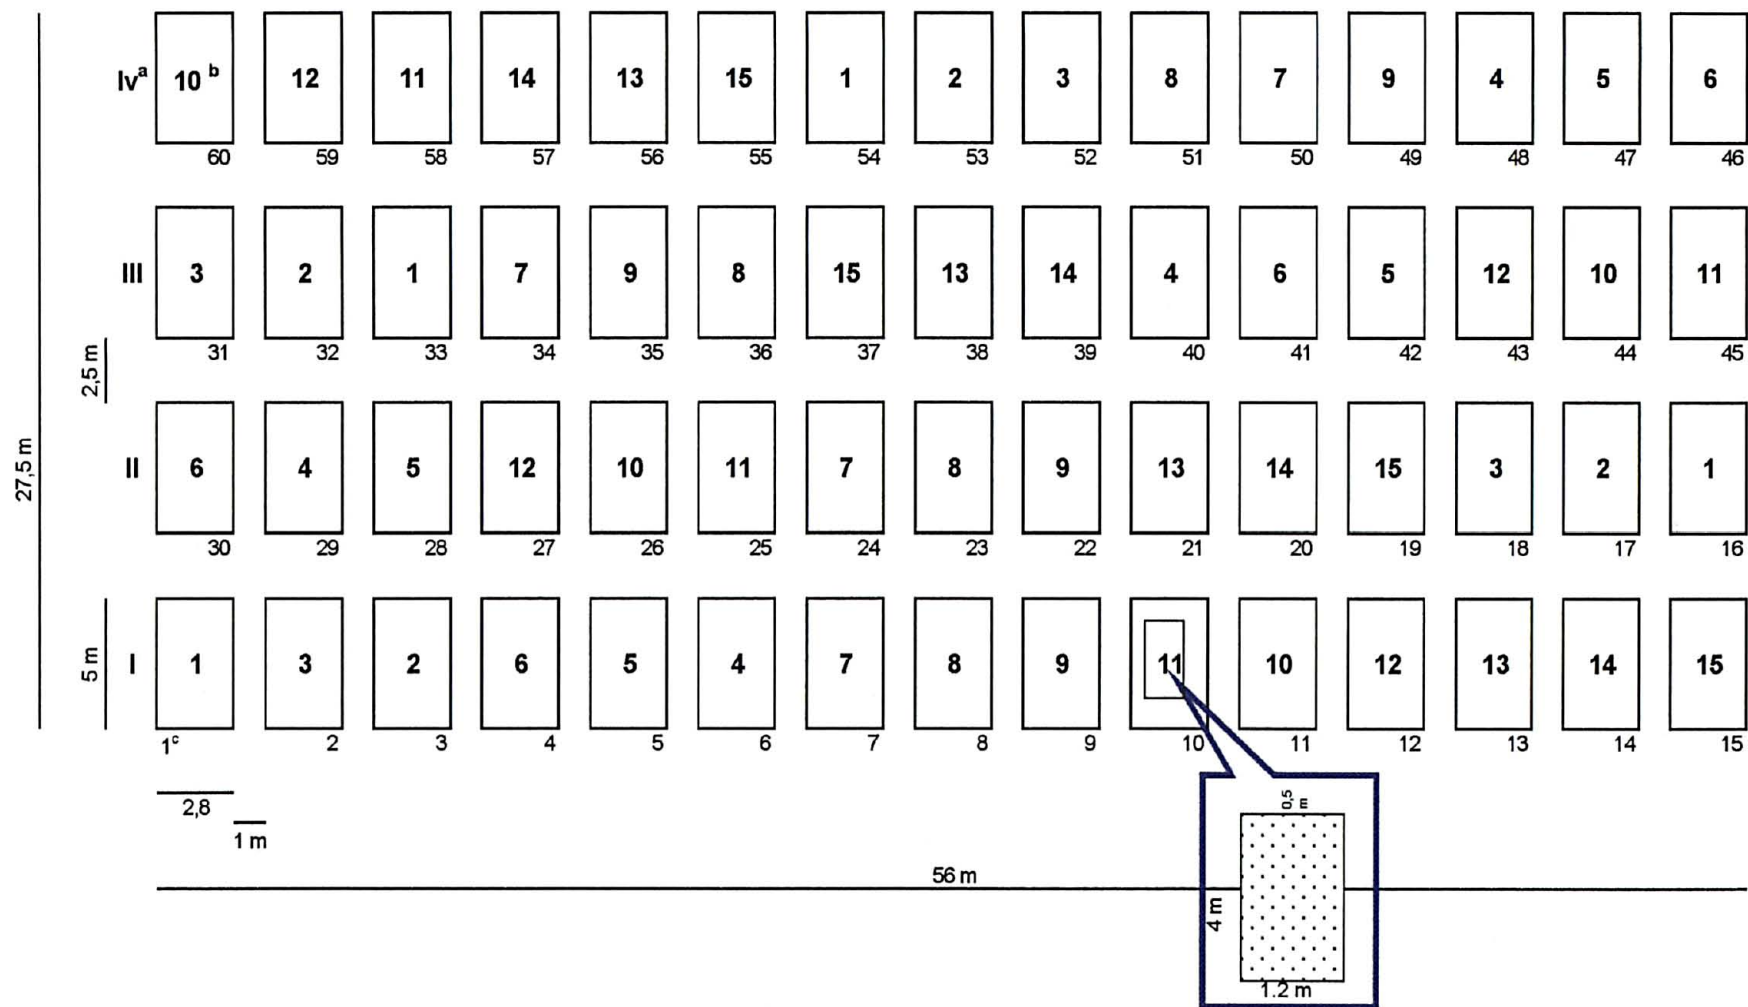 Iv^a 10 ^b 12 11 14 13 15 1 2 3 8 7 9 4 5 6
60 59 58 57 56 55 54 53 52 51 50 49 48 47 46
III 3 2 1 7 9 8 15 13 14 4 6 5 12 10 11
31 32 33 34 35 36 37 38 39 40 41 42 43 44 45
2,5 m
27,5 m
II 6 4 5 12 10 11 7 8 9 13 14 15 3 2 1
30 29 28 27 26 25 24 23 22 21 20 19 18 17 16
5 m I 1 3 2 6 5 4 7 8 9 11 10 12 13 14 15
1^c 2 3 4 5 6 7 8 9 10 11 12 13 14 15
2,8
1 m
0,5 m
56 m
4 m
1.2 m